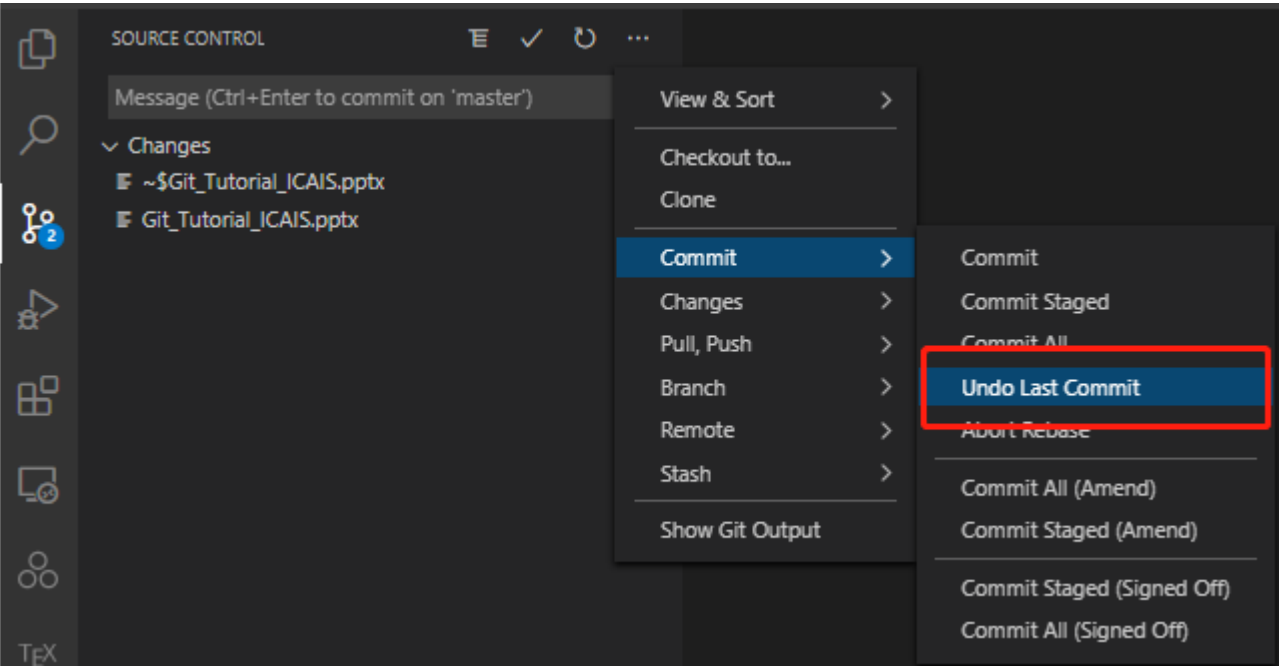 SOURCE CONTROL
Message (Ctrl+Enter to commit on 'master')
Changes
~$Git_Tutorial_ICAIS.pptx
Git_Tutorial_ICAIS.pptx
2
TEX
View & Sort
Checkout to...
Clone
Commit
Changes
Pull, Push
Branch
Remote
Stash
Show Git Output
Commit
Commit Staged
Commit All
Undo Last Commit
Abort Rebase
Commit All (Amend)
Commit Staged (Amend)
Commit Staged (Signed Off)
Commit All (Signed Off)